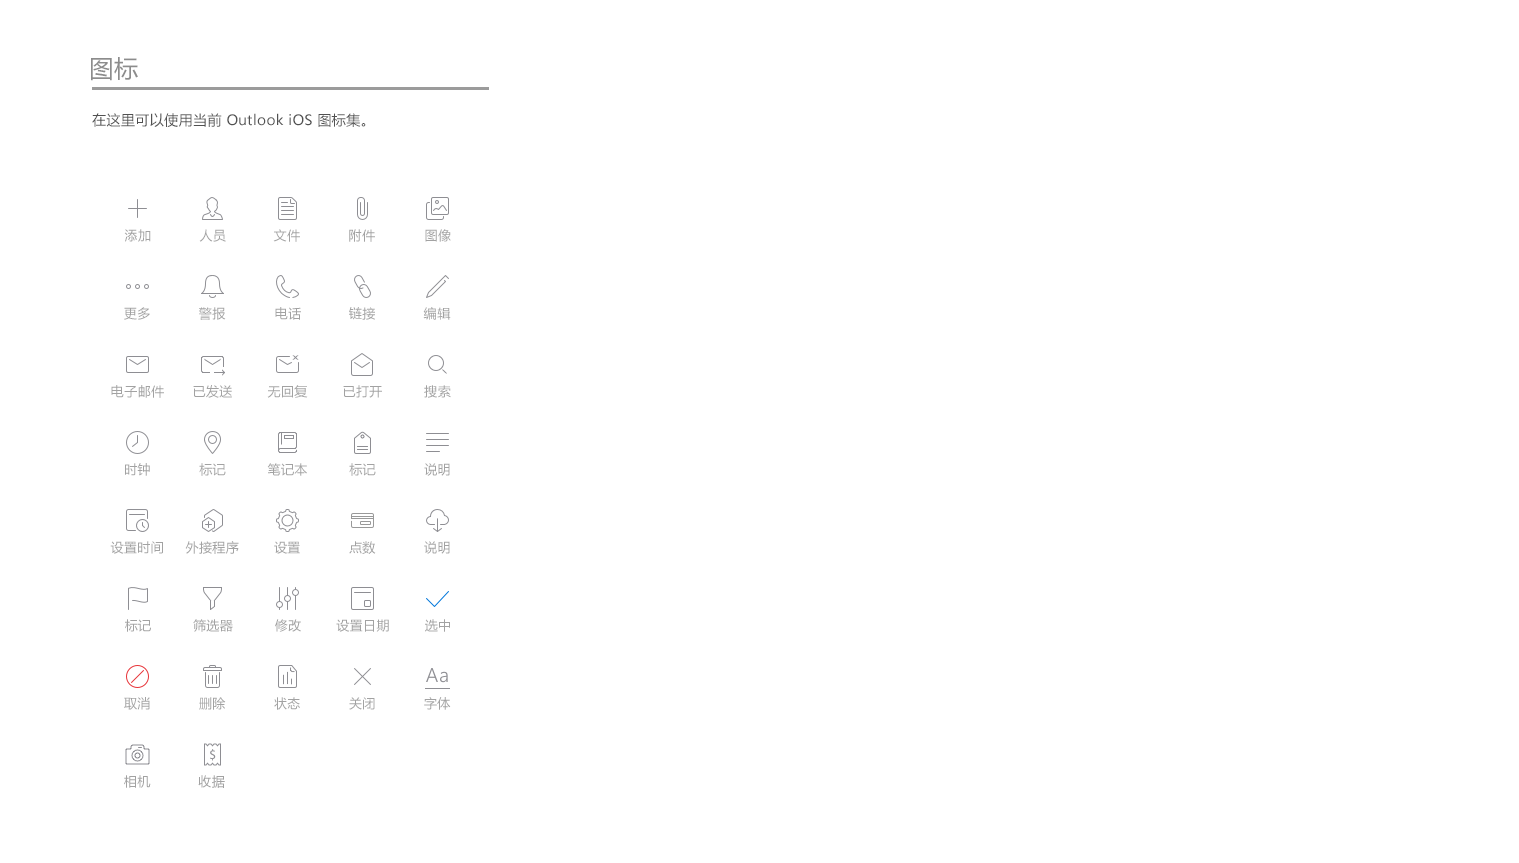 图标
在这里可以使用当前 Outlook iOS 图标集。
添加 人员 文件 附件 图像
更多 警报 电话 链接 编辑
电子邮件 已发送 无回复 已打开 搜索
时钟 标记 笔记本 标记 说明
设置时间 外接程序 设置 点数 说明
标记 筛选器 修改 设置日期 选中
Aa
取消 删除 状态 关闭 字体
$
相机 收据